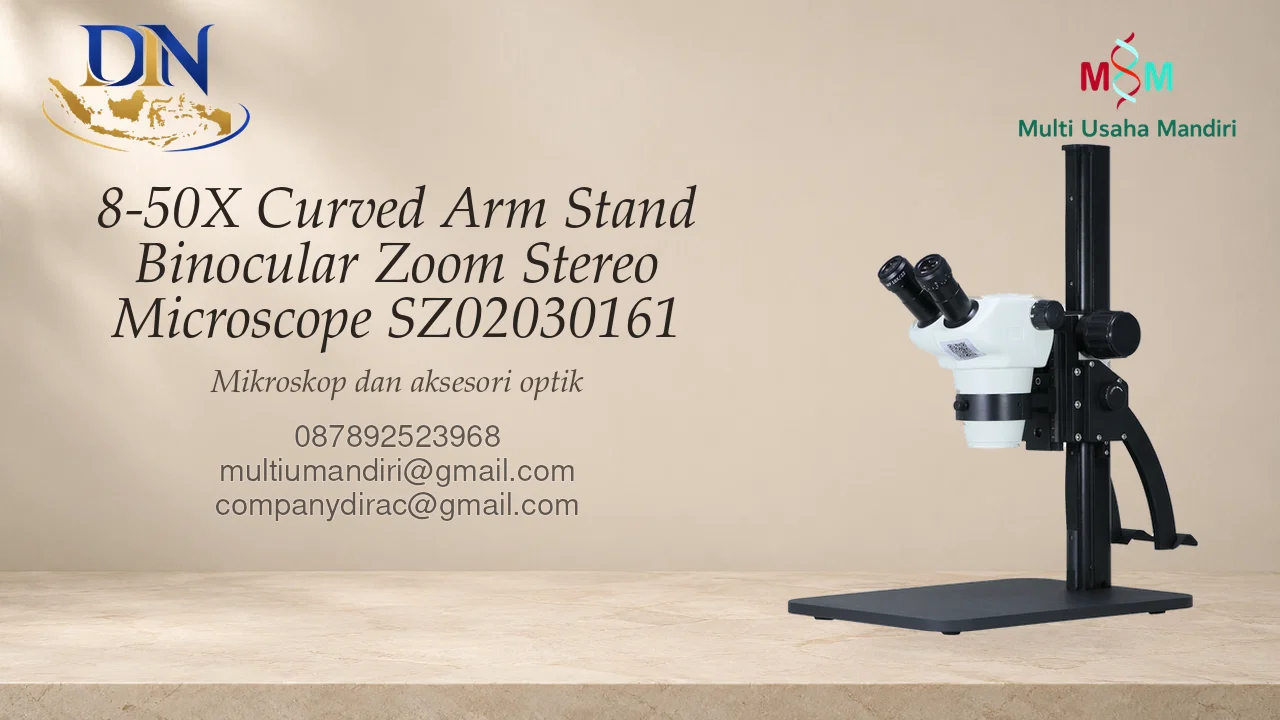 DN
M M
Multi Usaha Mandiri
8-50X Curved Arm Stand
Binocular Zoom Stereo
Microscope SZ02030161
Mikroskop dan aksesori optik
087892523968
multiumandiri@gmail.com
companydirac@gmail.com